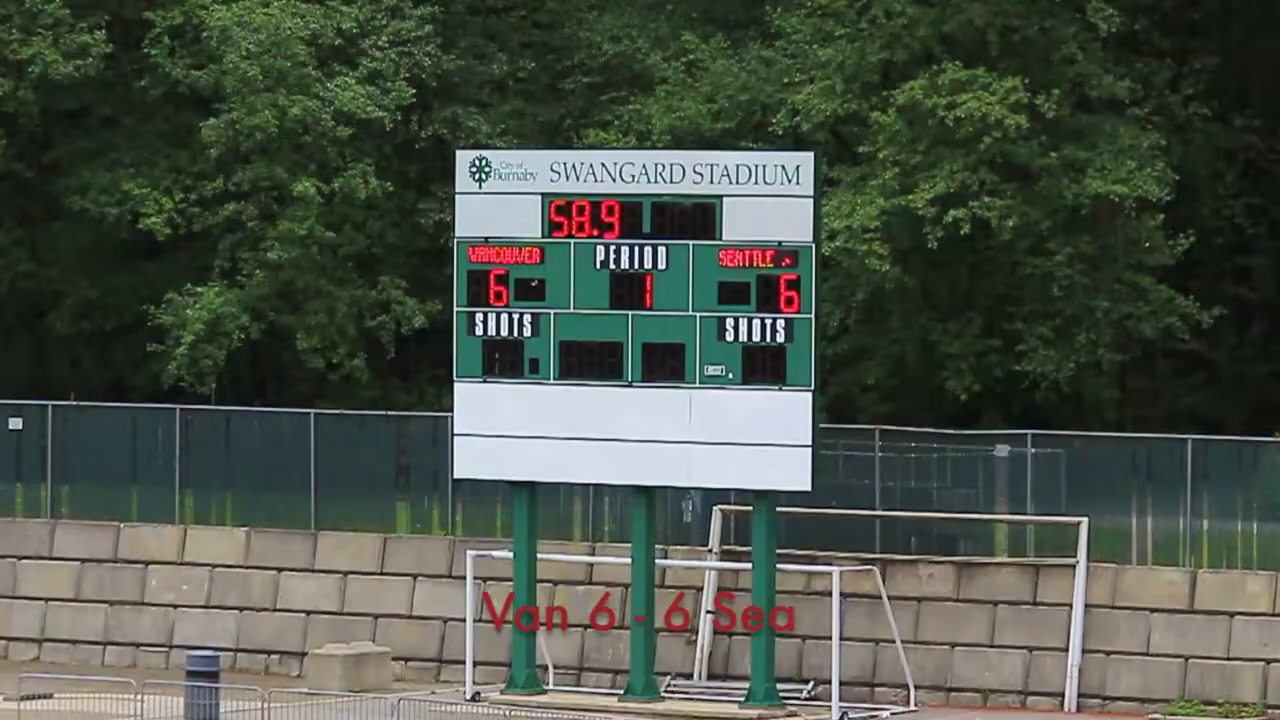 City of
Burnaby
SWANGARD STADIUM
58.9
VANCOUVER
PERIOD
SEATTLE
6
1
6
SHOTS
SHOTS
Van 6 - 6 Sea